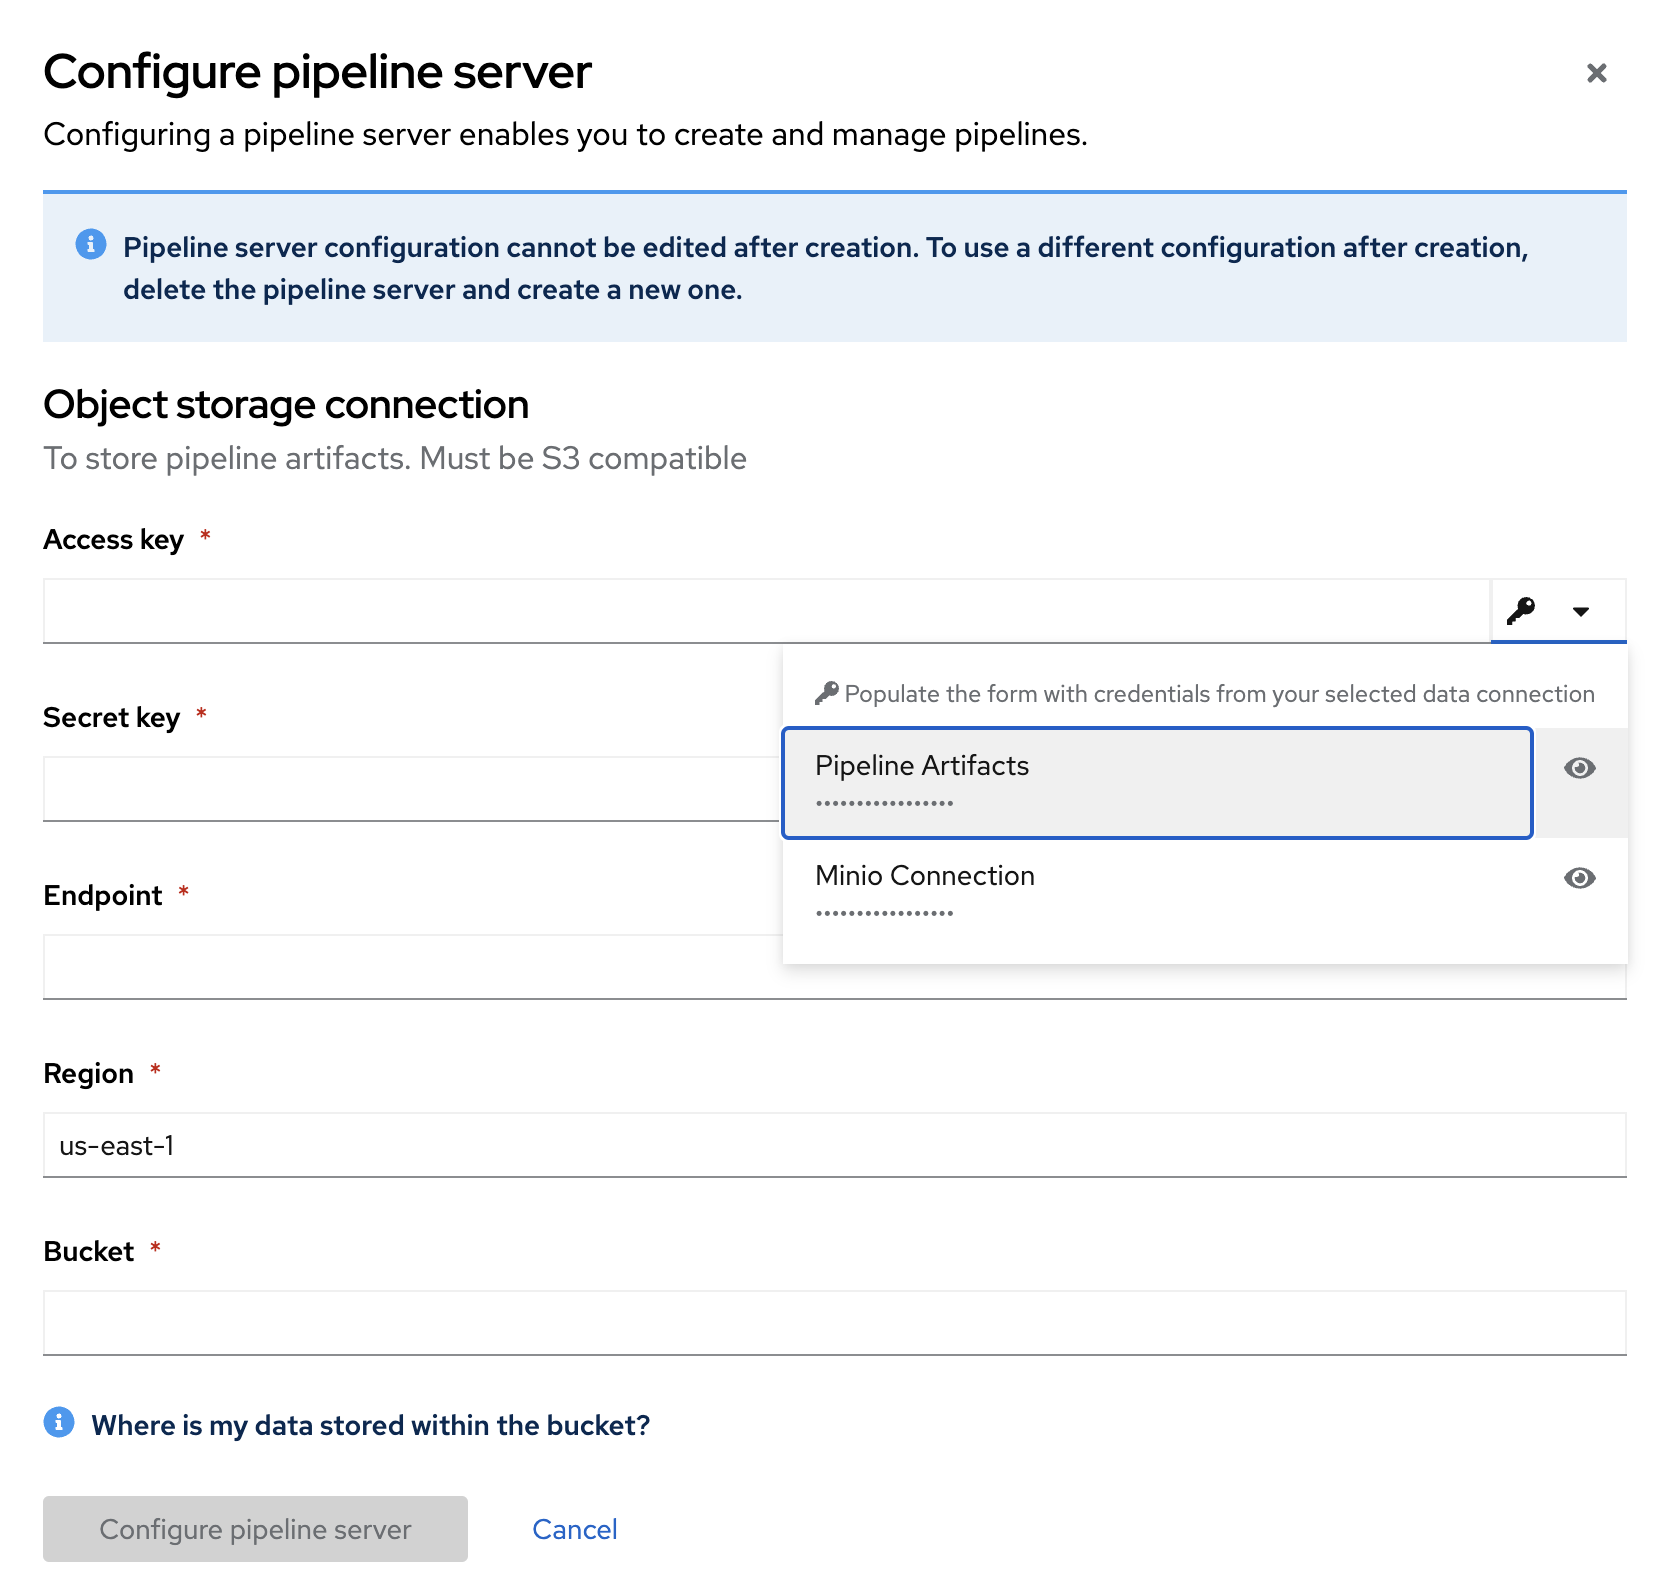 Configure pipeline server
Configuring a pipeline server enables you to create and manage pipelines.
Pipeline server configuration cannot be edited after creation. To use a different configuration after creation,
delete the pipeline server and create a new one.
Object storage connection
To store pipeline artifacts. Must be S3 compatible
Access key *
Populate the form with credentials from your selected data connection
Secret key *
Pipeline Artifacts
•••••••••••••••••
Minio Connection
•••••••••••••••••
Endpoint *
Region *
us-east-1
Bucket *
Where is my data stored within the bucket?
Configure pipeline server
Cancel